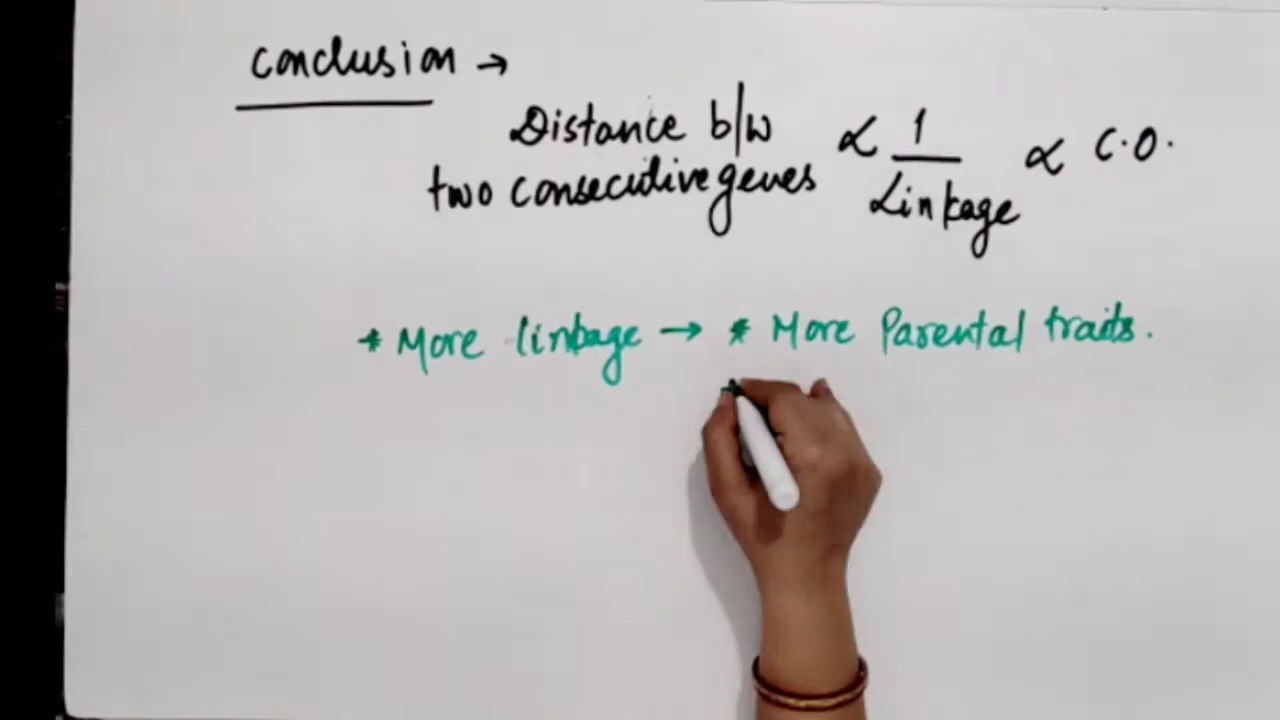 Conclusion →
Distance b/w two consecutive genes ∝ 1/Linkage ∝ C.O.
* More linkage → * More Parental traits.
*